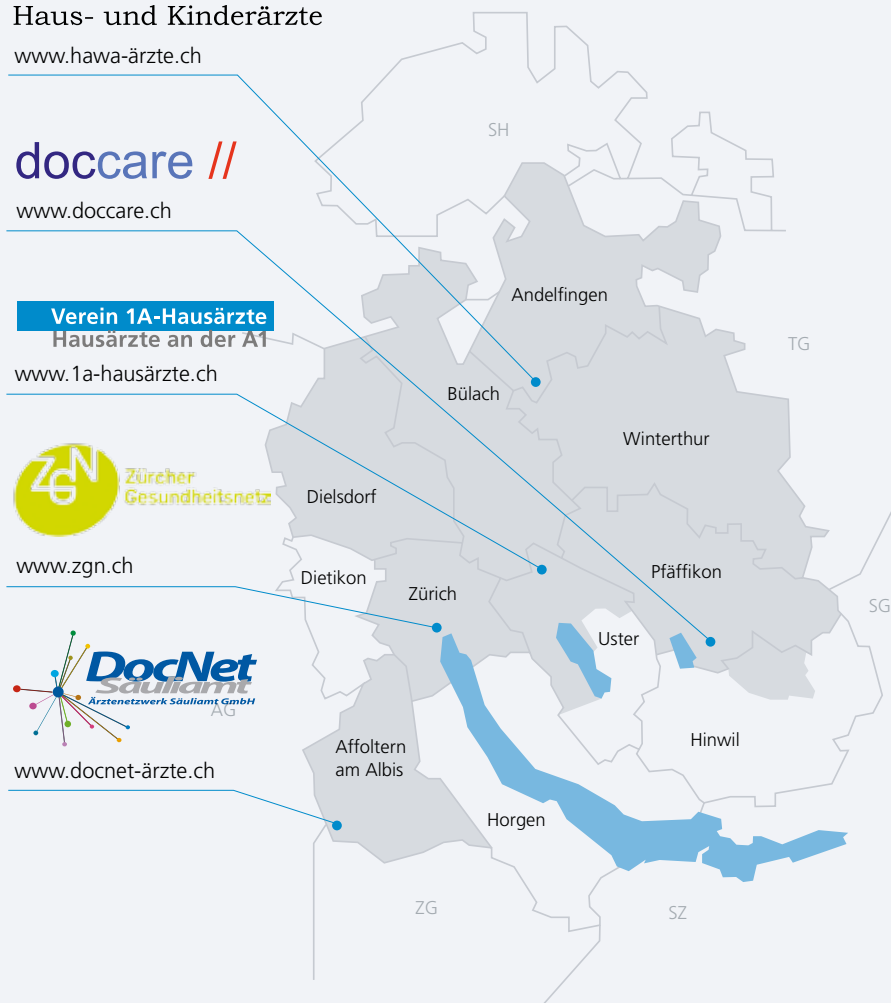 Haus- und Kinderärzte
www.hawa-ärzte.ch
doccare //
www.doccare.ch
Verein 1A-Hausärzte
Hausärzte an der A1
www.1a-hausärzte.ch
ZGN
Zürcher
Gesundheitsnetz
www.zgn.ch
DocNet
Säuliamt
Ärztenetzwerk Säuliamt GmbH
www.docnet-ärzte.ch
SH
Andelfingen
TG
Bülach
Winterthur
Dielsdorf
Pfäffikon
Dietikon
Zürich
SG
Uster
AG
Hinwil
Affoltern
am Albis
Horgen
ZG
SZ